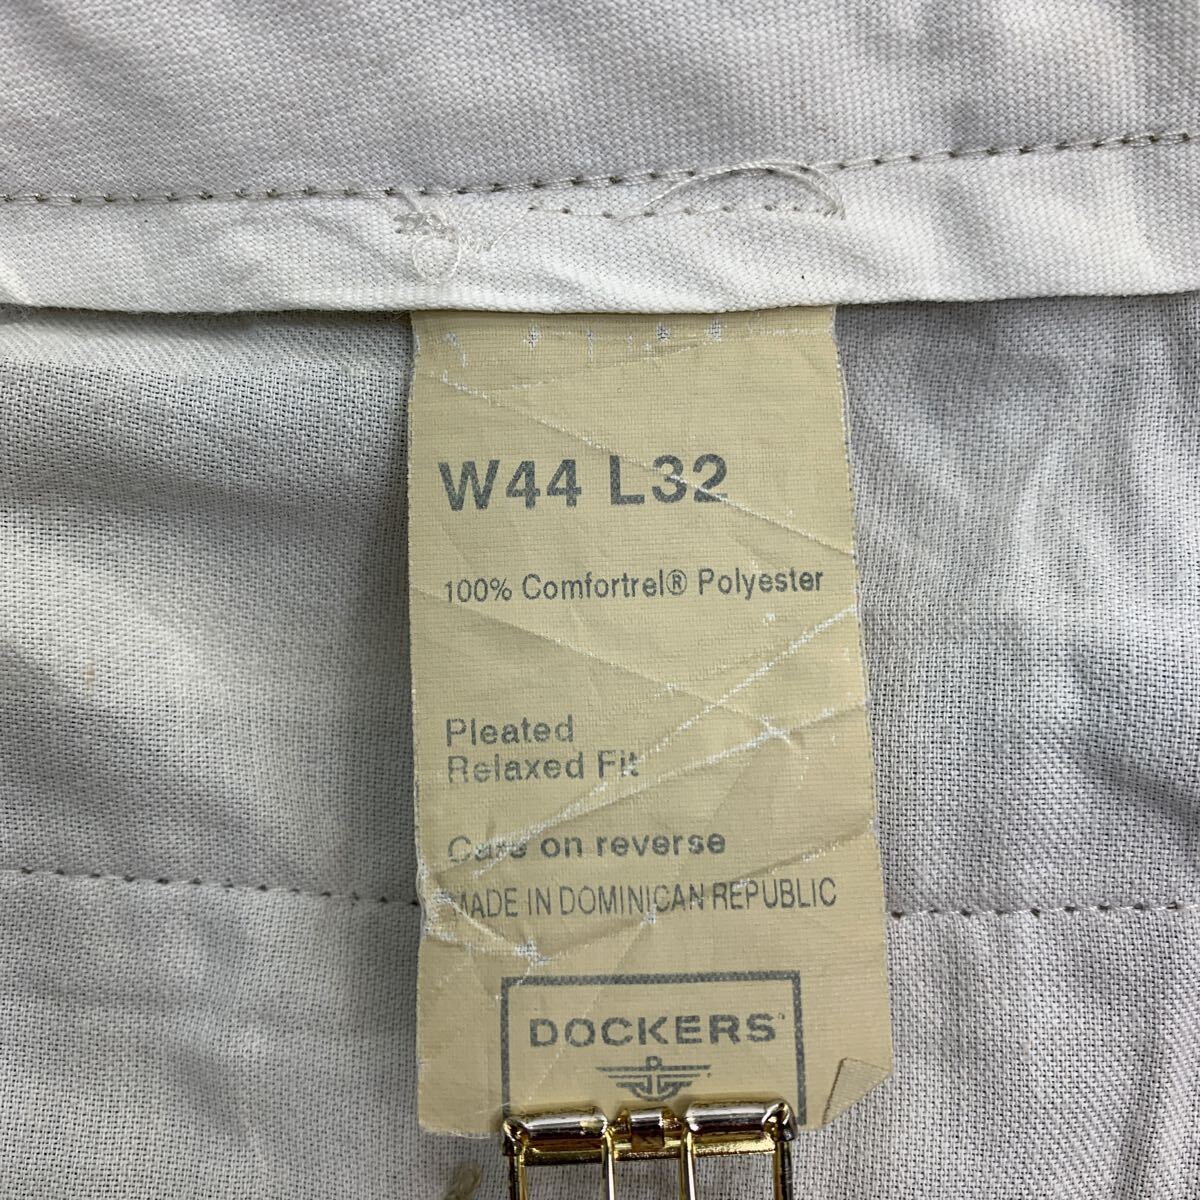 W44 L32
100% Comfortrel® Polyester
Pleated
Relaxed Fit
Care on reverse
MADE IN DOMINICAN REPUBLIC
DOCKERS